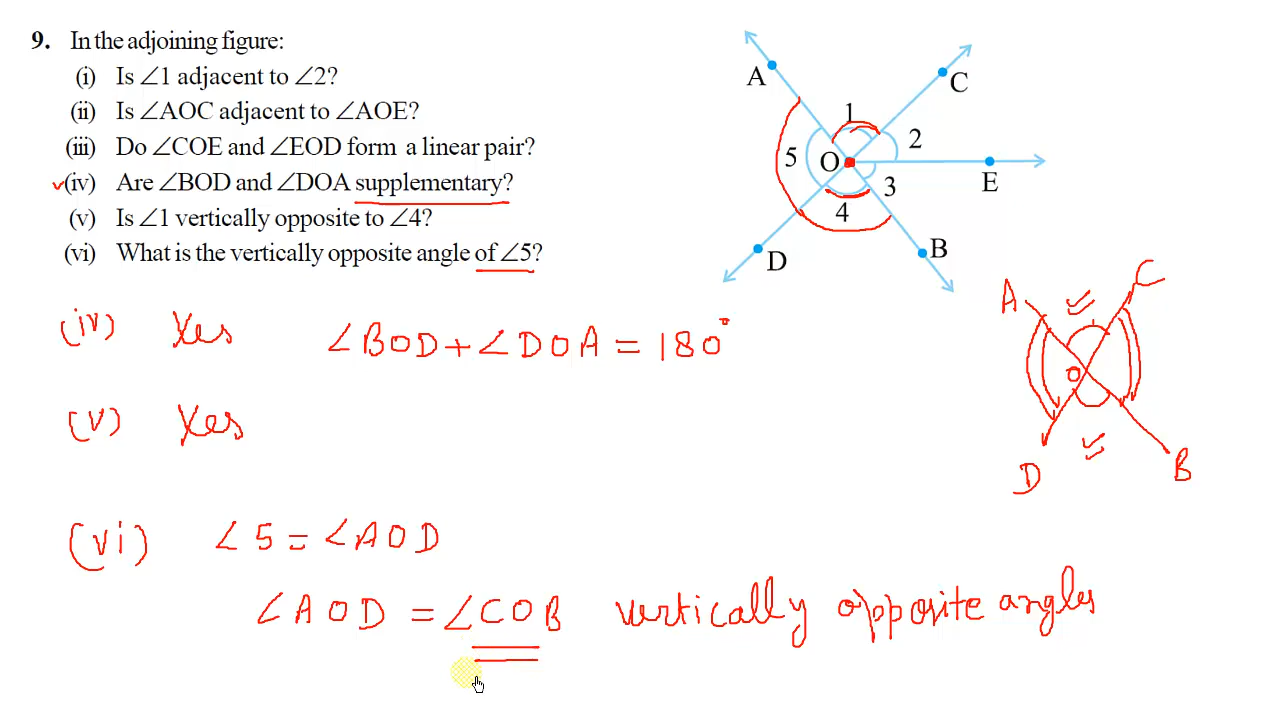 9. In the adjoining figure:
(i) Is ∠1 adjacent to ∠2?
(ii) Is ∠AOC adjacent to ∠AOE?
(iii) Do ∠COE and ∠EOD form a linear pair?
(iv) Are ∠BOD and ∠DOA supplementary?
(v) Is ∠1 vertically opposite to ∠4?
(vi) What is the vertically opposite angle of ∠5?
A
C
1
2
5
O
3
E
4
B
D
(iv) Yes ∠BOD + ∠DOA = 180°
A
C
O
D
B
(v) Yes
(vi) ∠5 = ∠AOD
∠AOD = ∠COB vertically opposite angles